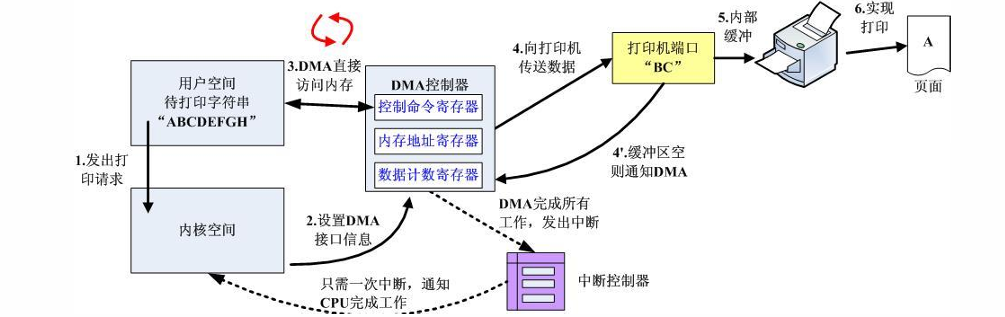 用户空间
待打印字符串
“ABCDEFGH”
1.发出打
印请求
内核空间
3.DMA直接
访问内存
DMA控制器
控制命令寄存器
内存地址寄存器
数据计数寄存器
2.设置DMA
接口信息
4.向打印机
传送数据
打印机端口
“BC”
5.内部
缓冲
6.实现
打印
A
页面
4'.缓冲区空
则通知DMA
DMA完成所有
工作，发出中断
中断控制器
只需一次中断，通知
CPU完成工作